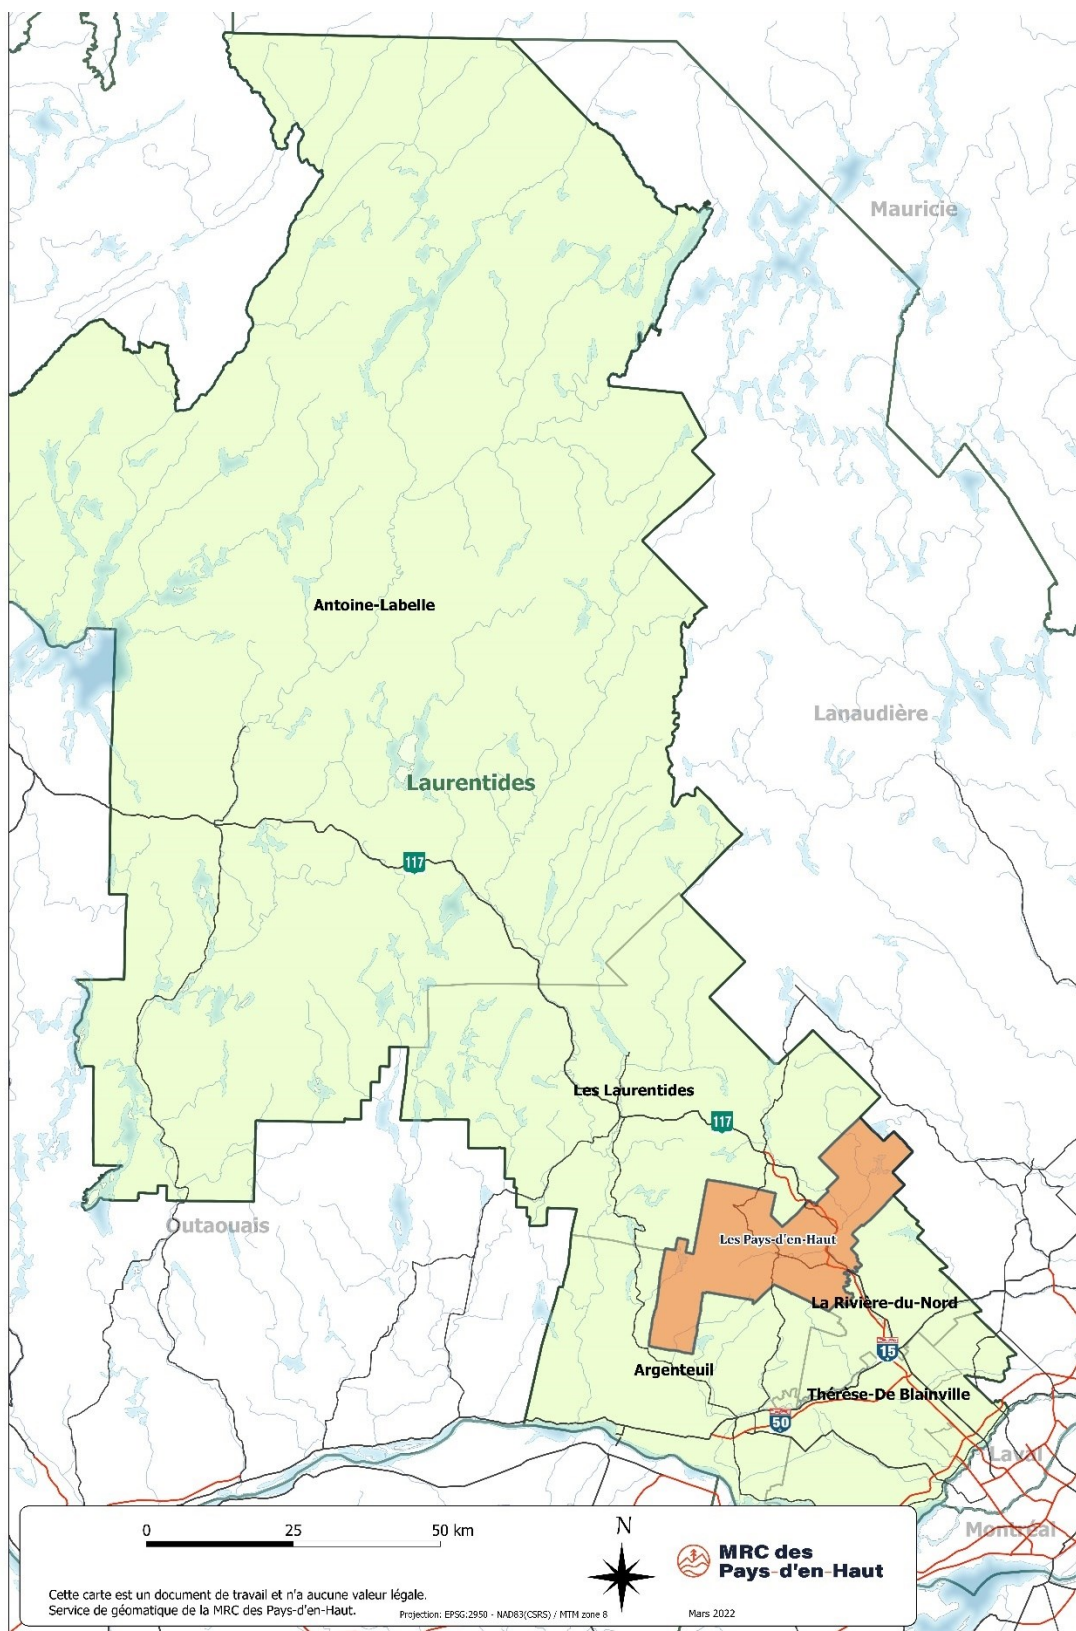 Mauricie
Antoine-Labelle
Lanaudière
Laurentides
117
Les Laurentides
117
Outaouais
Les Pays-d'en-Haut
La Rivière-du-Nord
15
Argenteuil
Thérèse-De Blainville
50
Laval
Montréal
0 25 50 km
N
MRC des
Pays-d'en-Haut
Cette carte est un document de travail et n'a aucune valeur légale.
Service de géomatique de la MRC des Pays-d'en-Haut.
Projection: EPSG:2950 - NAD83(CSRS) / MTM zone 8
Mars 2022